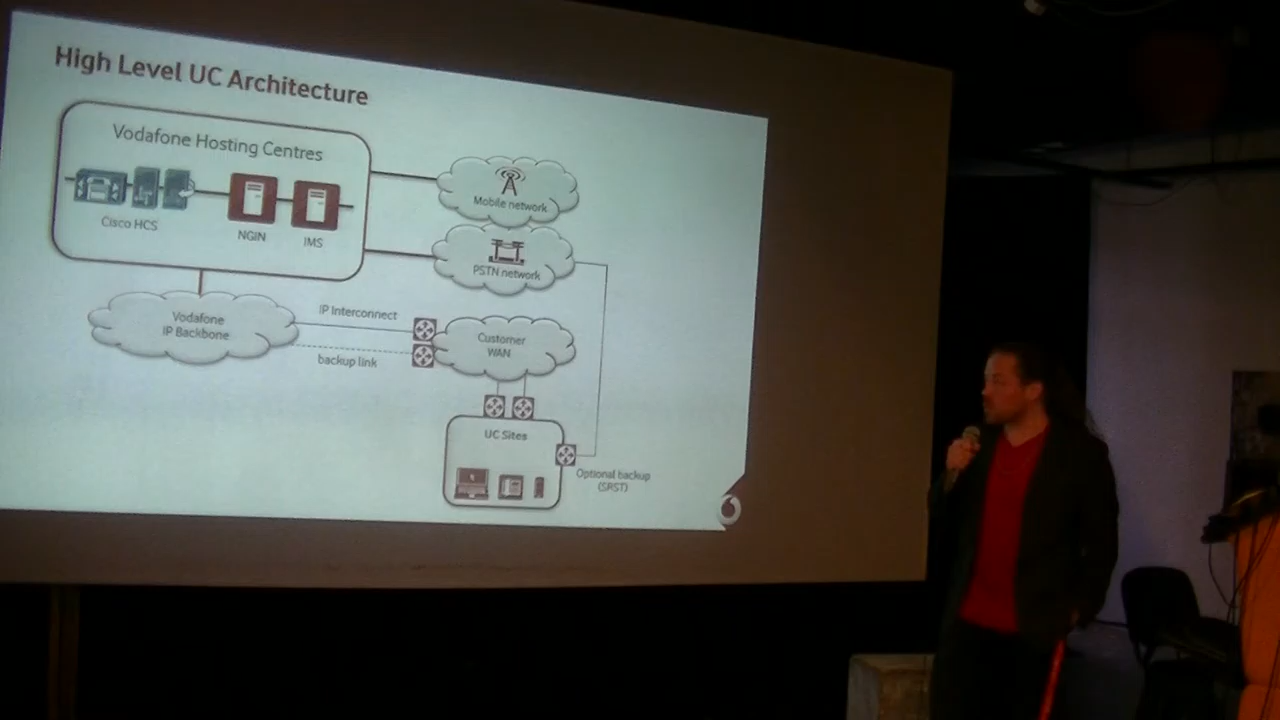 High Level UC Architecture
Vodafone Hosting Centres
Cisco HCS
NGIN
IMS
Mobile network
PSTN network
Vodafone
IP Backbone
IP Interconnect
backup link
Customer
WAN
UC Sites
Optional backup
(SRST)